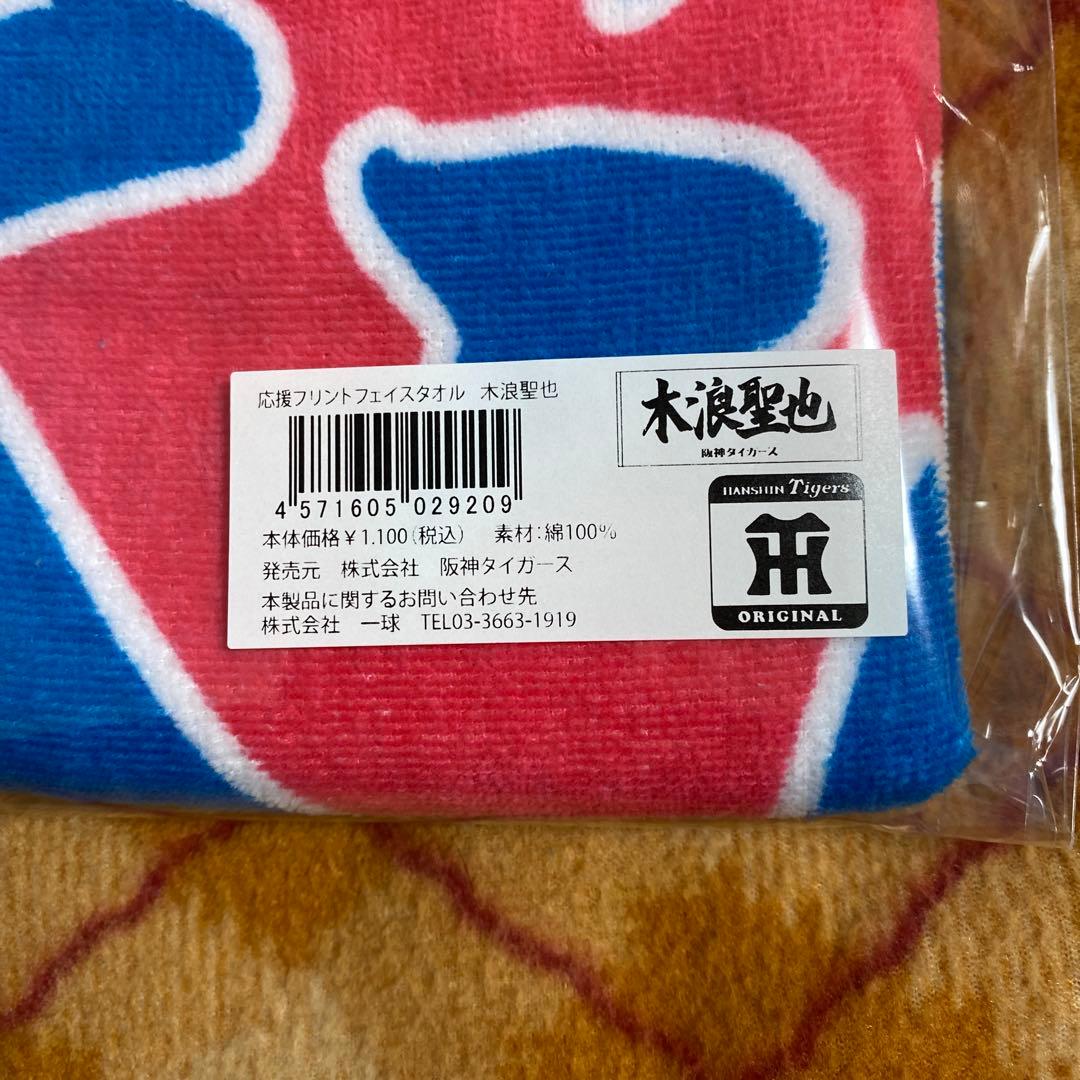 応援プリントフェイスタオル 木浪聖也
4 571605 029209
本体価格￥1,100(税込) 素材:綿100%
発売元 株式会社 阪神タイガース
本製品に関するお問い合わせ先
株式会社 一球 TEL03-3663-1919
木浪聖也
阪神タイガース
HANSHIN Tigers
ORIGINAL